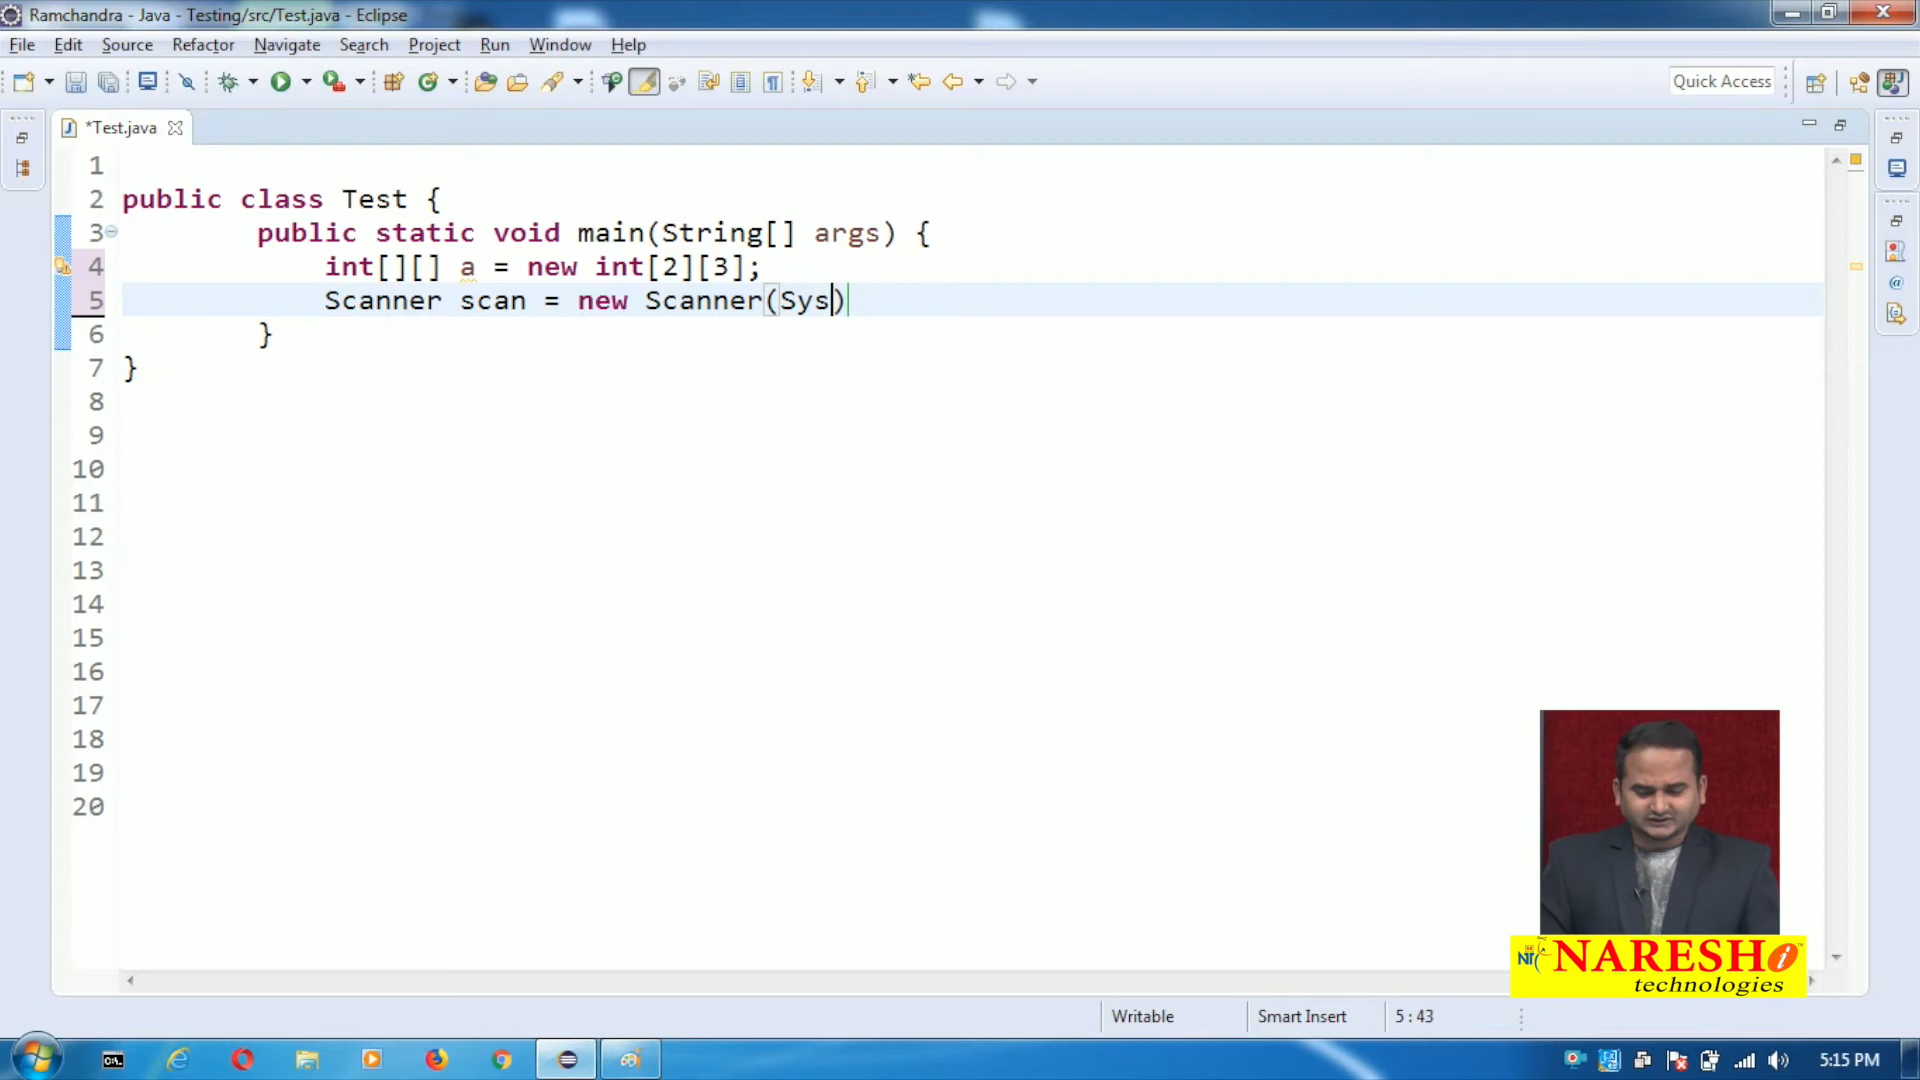 Ramchandra - Java - Testing/src/Test.java - Eclipse
File Edit Source Refactor Navigate Search Project Run Window Help
Quick Access
*Test.java
1
2 public class Test {
3 public static void main(String[] args) {
4 int[][] a = new int[2][3];
5 Scanner scan = new Scanner(Sys)
6 }
7 }
8
9
10
11
12
13
14
15
16
17
18
19
20
NARESH i
technologies
Writable Smart Insert 5 : 43
5:15 PM